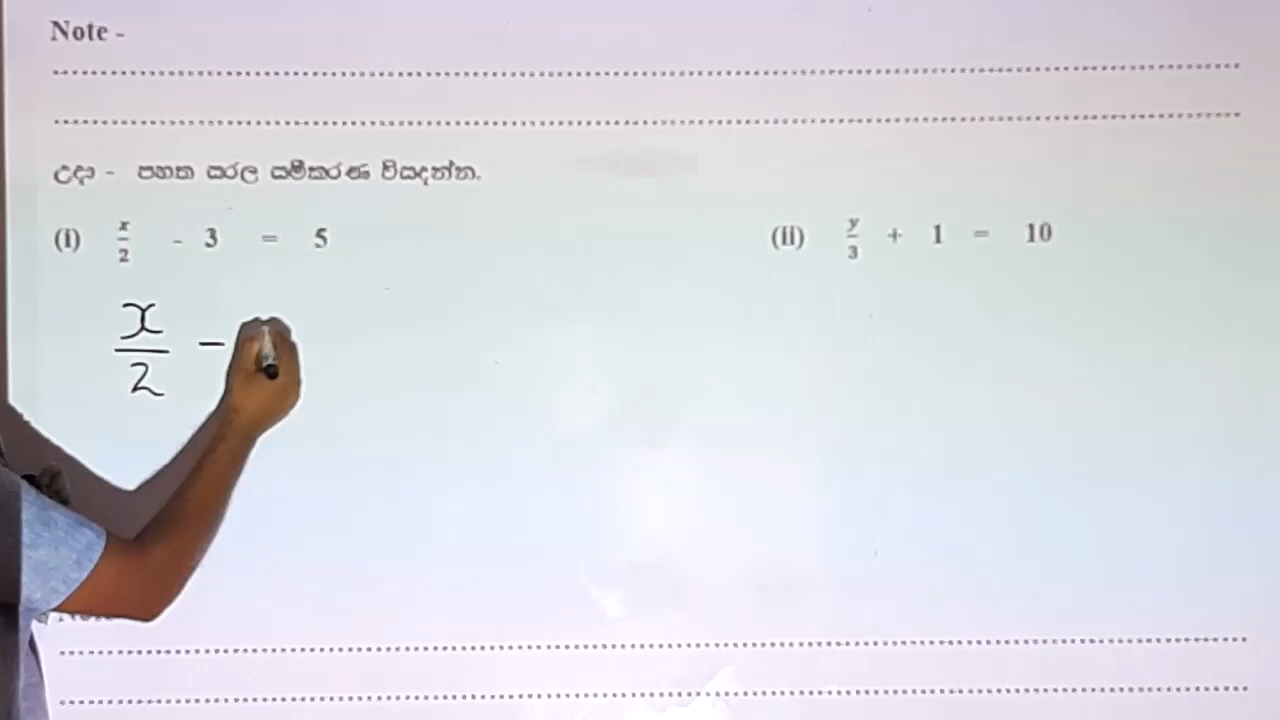 Note -
උදා - පහත සරල සමීකරණ විසඳන්න.
(i) x/2 - 3 = 5
(ii) y/3 + 1 = 10
x/2 -